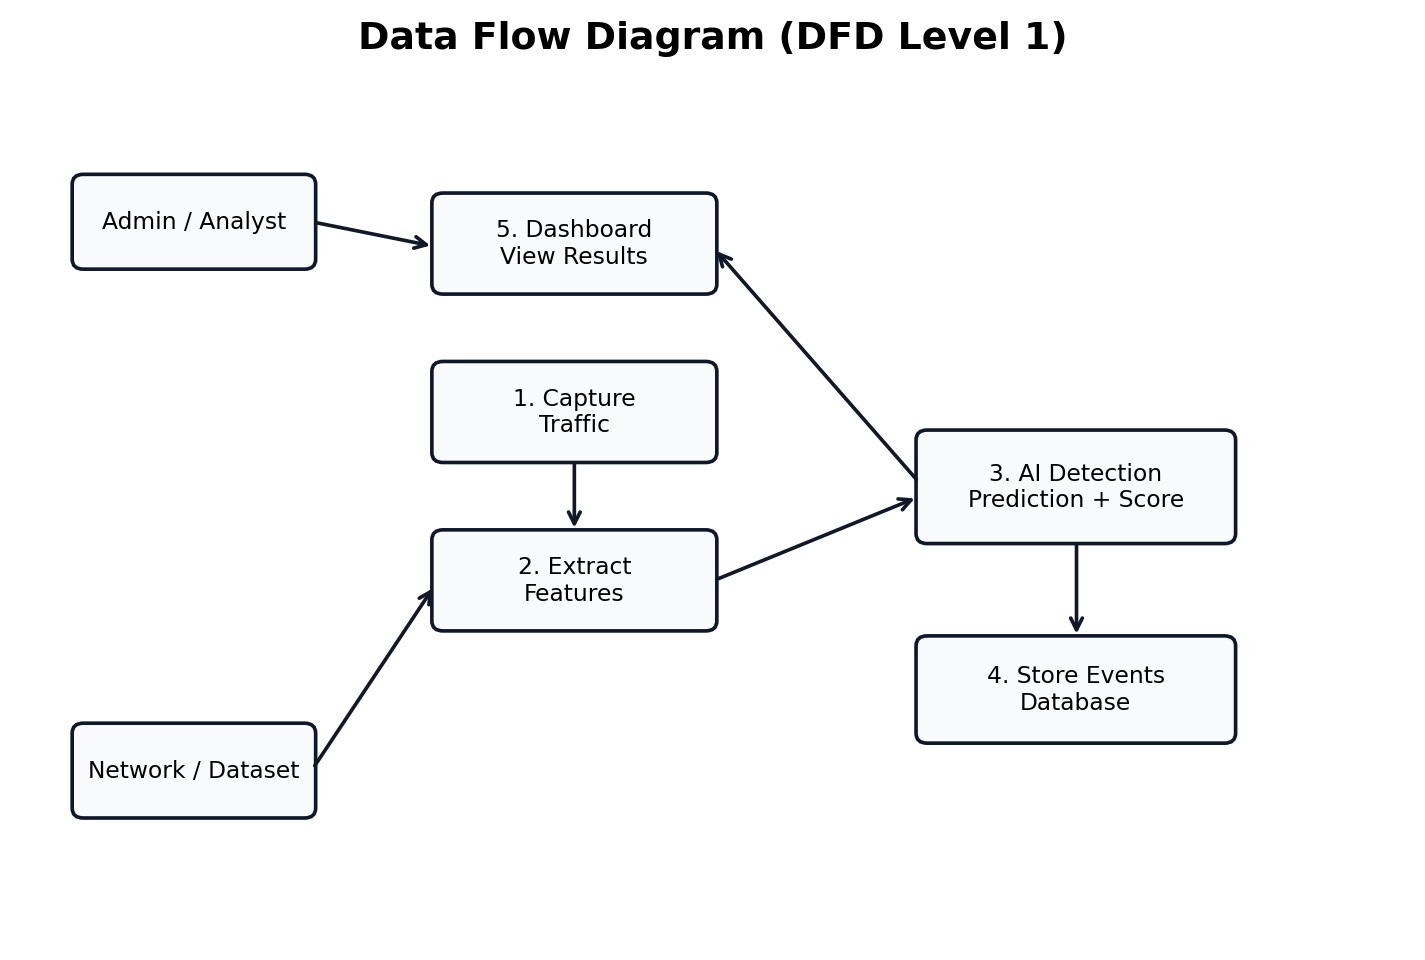 Data Flow Diagram (DFD Level 1)
Admin / Analyst
5. Dashboard
View Results
1. Capture
Traffic
3. AI Detection
Prediction + Score
2. Extract
Features
4. Store Events
Database
Network / Dataset